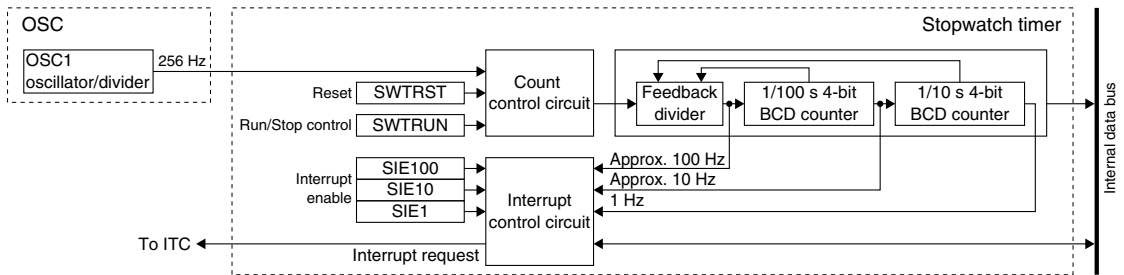 OSC
Stopwatch timer
OSC1
oscillator/divider
256 Hz
Reset
SWTRST
Run/Stop control
SWTRUN
Count
control circuit
Feedback
divider
1/100 s 4-bit
BCD counter
1/10 s 4-bit
BCD counter
Internal data bus
Interrupt
enable
SIE100
SIE10
SIE1
Interrupt
control circuit
Approx. 100 Hz
Approx. 10 Hz
1 Hz
To ITC
Interrupt request